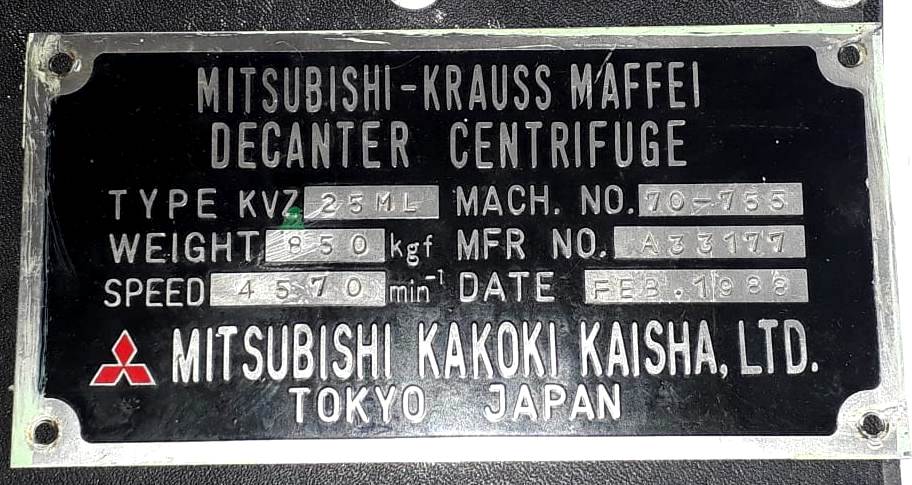 MITSUBISHI-KRAUSS MAFFEI
DECANTER CENTRIFUGE
TYPE KVZ 25ML MACH. NO. 70-755
WEIGHT 850 kgf MFR NO. A33177
SPEED 4570 min⁻¹ DATE FEB.1988
MITSUBISHI KAKOKI KAISHA, LTD.
TOKYO JAPAN